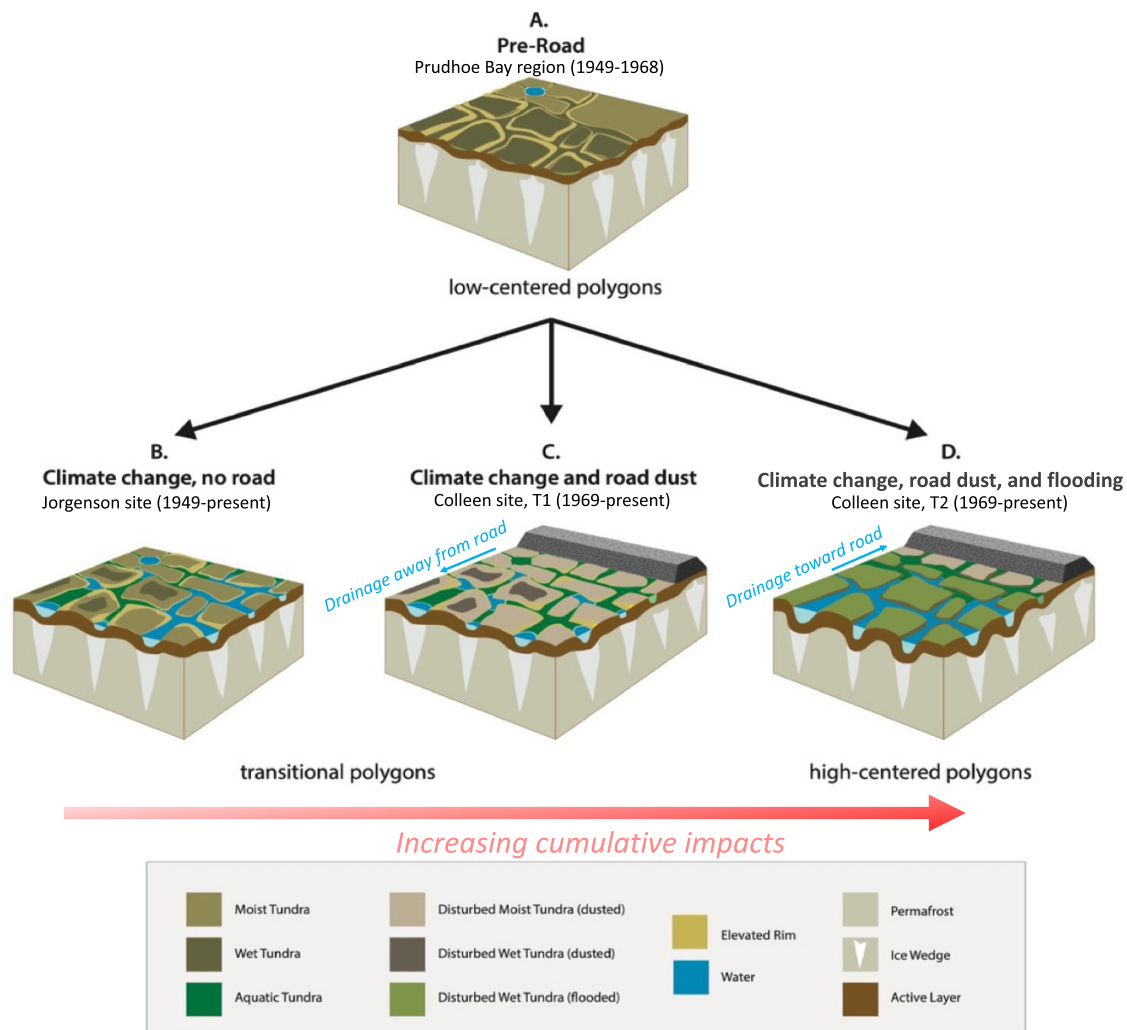 A.
Pre-Road
Prudhoe Bay region (1949-1968)
low-centered polygons
B.
Climate change, no road
Jorgenson site (1949-present)
C.
Climate change and road dust
Colleen site, T1 (1969-present)
D.
Climate change, road dust, and flooding
Colleen site, T2 (1969-present)
Drainage away from road
Drainage toward road
transitional polygons
high-centered polygons
Increasing cumulative impacts
Moist Tundra
Wet Tundra
Aquatic Tundra
Disturbed Moist Tundra (dusted)
Disturbed Wet Tundra (dusted)
Disturbed Wet Tundra (flooded)
Elevated Rim
Water
Permafrost
Ice Wedge
Active Layer